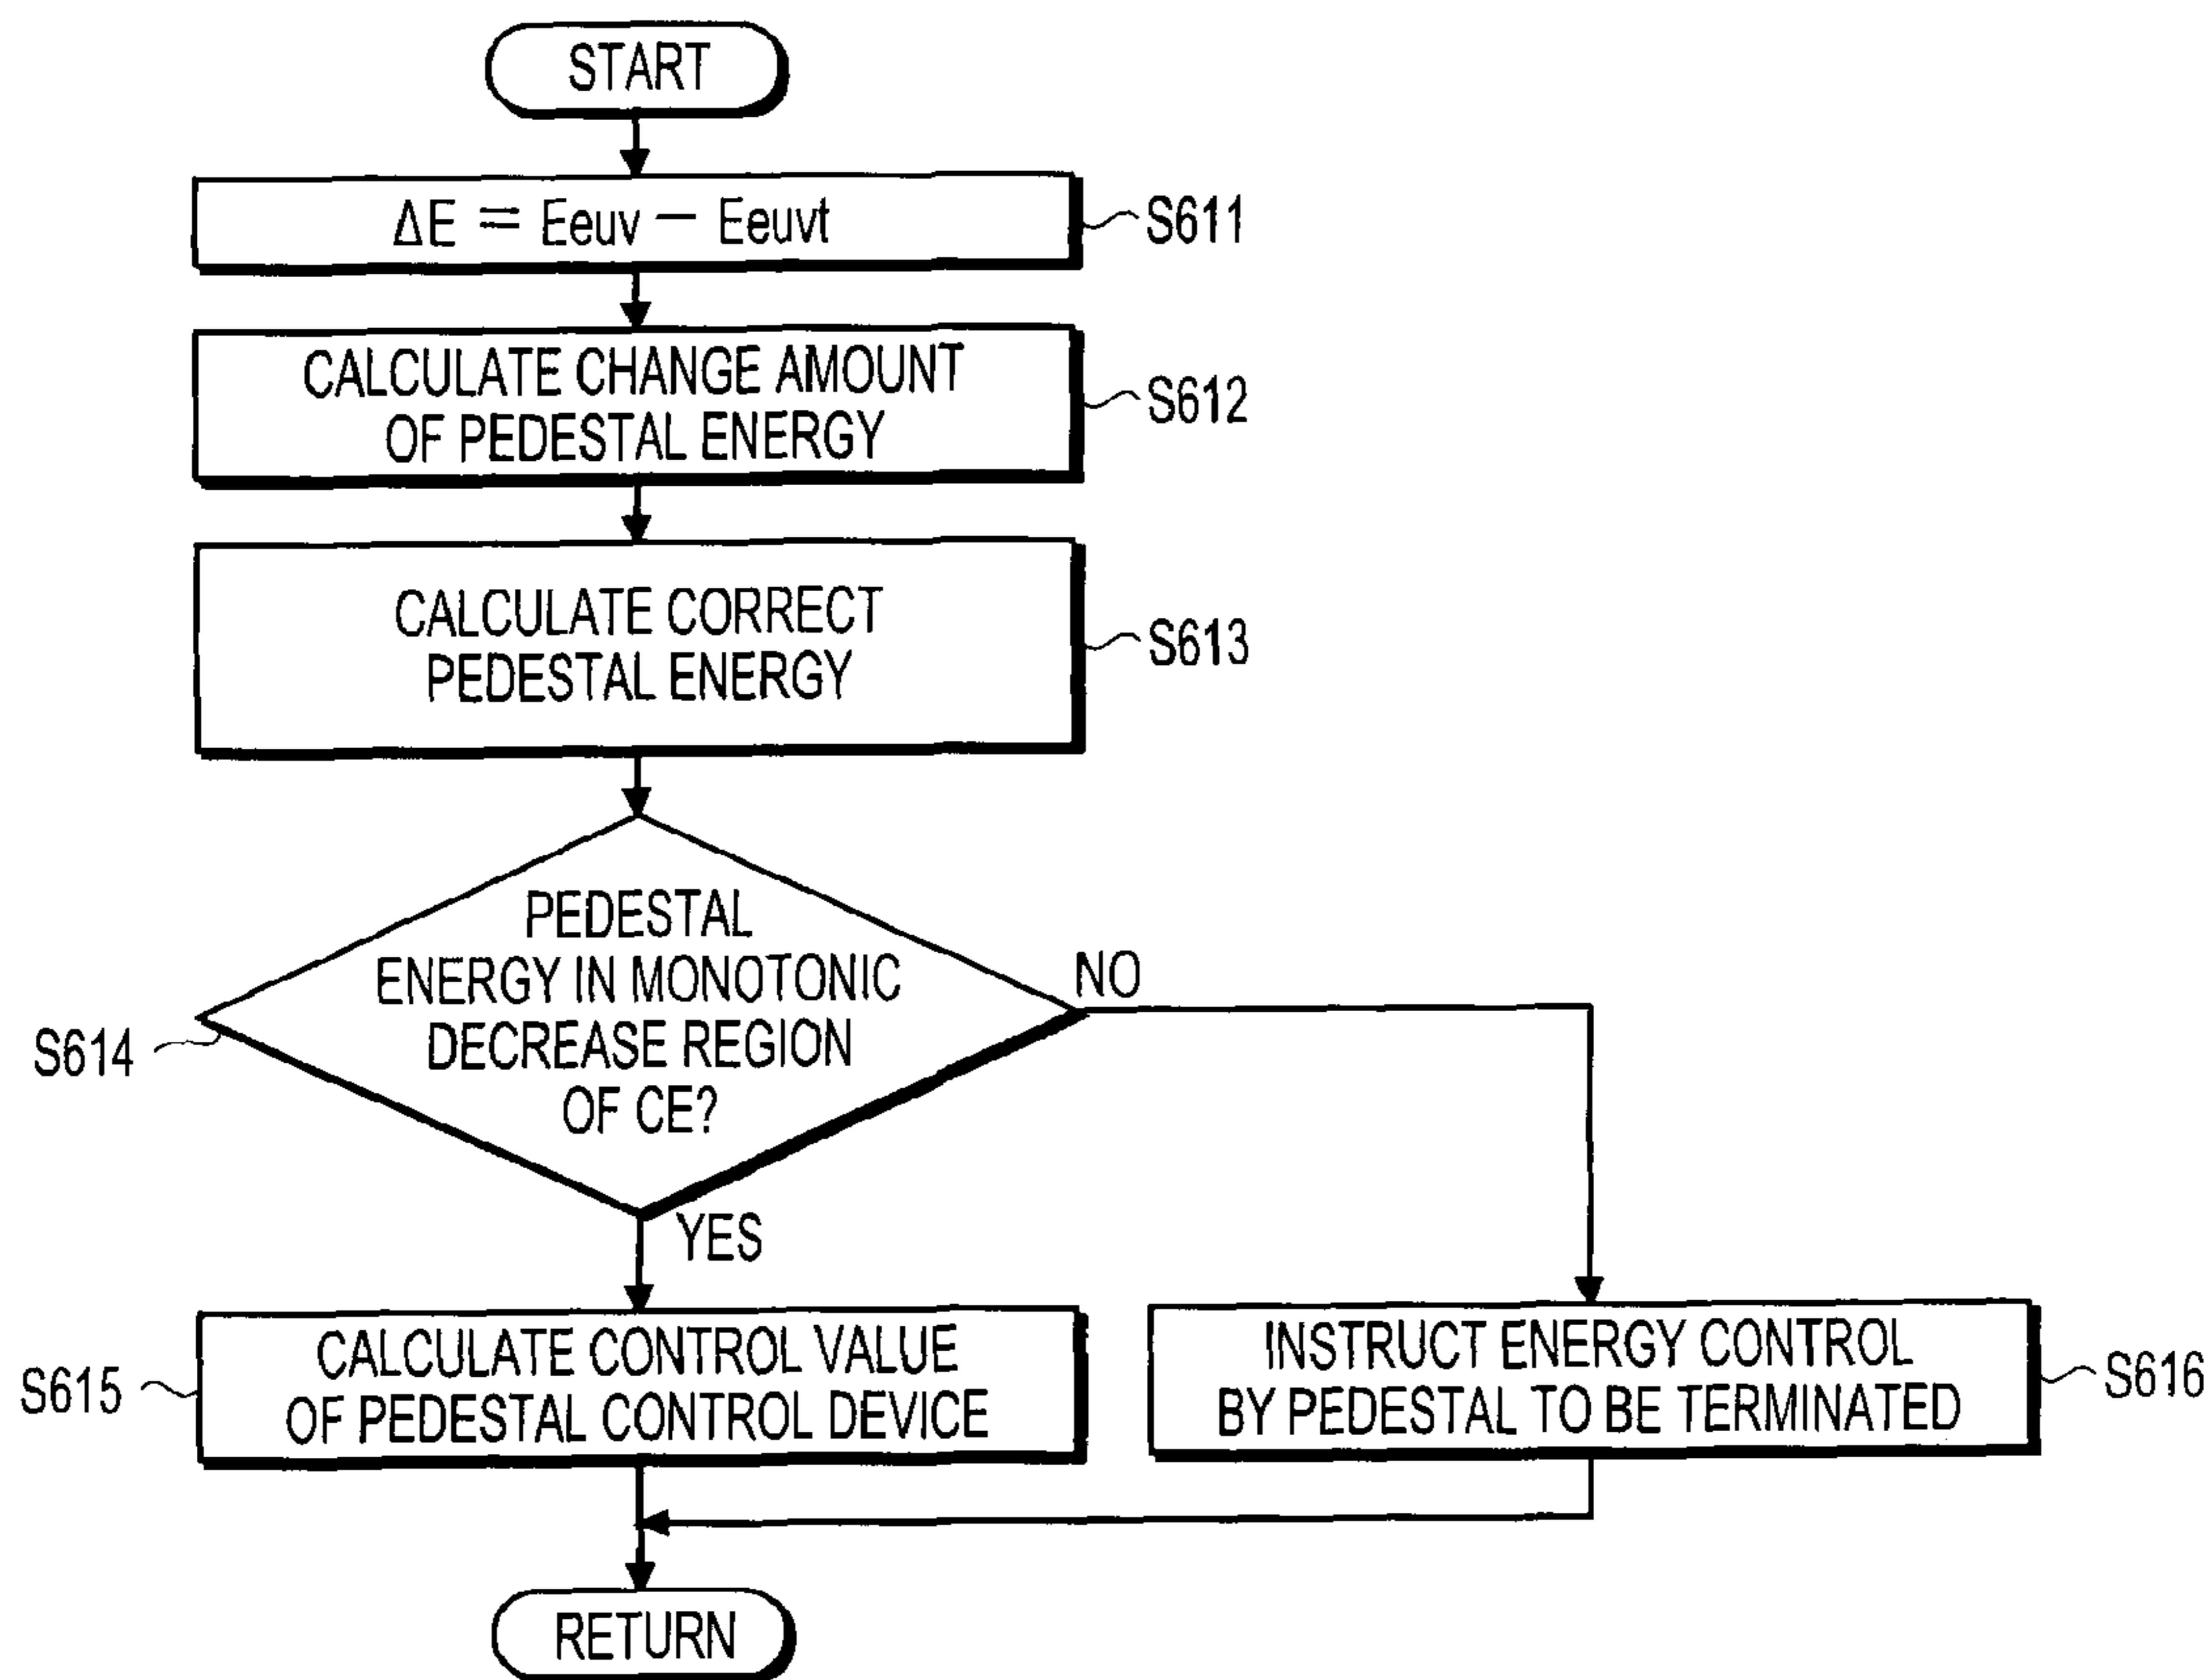 START
ΔE = Eeuv − Eeuvt
S611
CALCULATE CHANGE AMOUNT
OF PEDESTAL ENERGY
S612
CALCULATE CORRECT
PEDESTAL ENERGY
S613
PEDESTAL
ENERGY IN MONOTONIC
DECREASE REGION
OF CE?
S614
NO
YES
CALCULATE CONTROL VALUE
OF PEDESTAL CONTROL DEVICE
S615
INSTRUCT ENERGY CONTROL
BY PEDESTAL TO BE TERMINATED
S616
RETURN